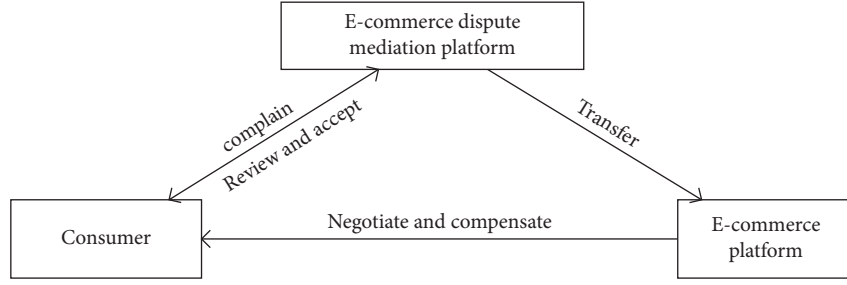 E-commerce dispute
mediation platform
complain
Review and accept
Transfer
Negotiate and compensate
Consumer
E-commerce
platform